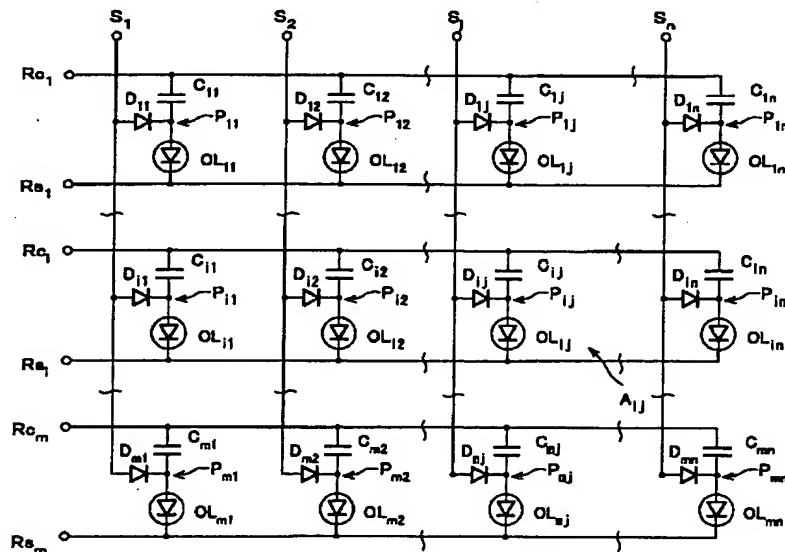 S1 S2 Sj Sn
Rc1 C11 C12 C1j C1n
D11 D12 D1j D1n
P11 P12 P1j P1n
OL11 OL12 OL1j OL1n
Rs1
Rci Ci1 Ci2 Cij Cin
Di1 Di2 Dij Din
Pi1 Pi2 Pij Pin
OLi1 OLi2 OLij OLin
Rsi
Aij
Rcm Cm1 Cm2 Cmj Cmn
Dm1 Dm2 Dmj Dmn
Pm1 Pm2 Pmj Pmn
OLm1 OLm2 OLmj OLmn
Rsm